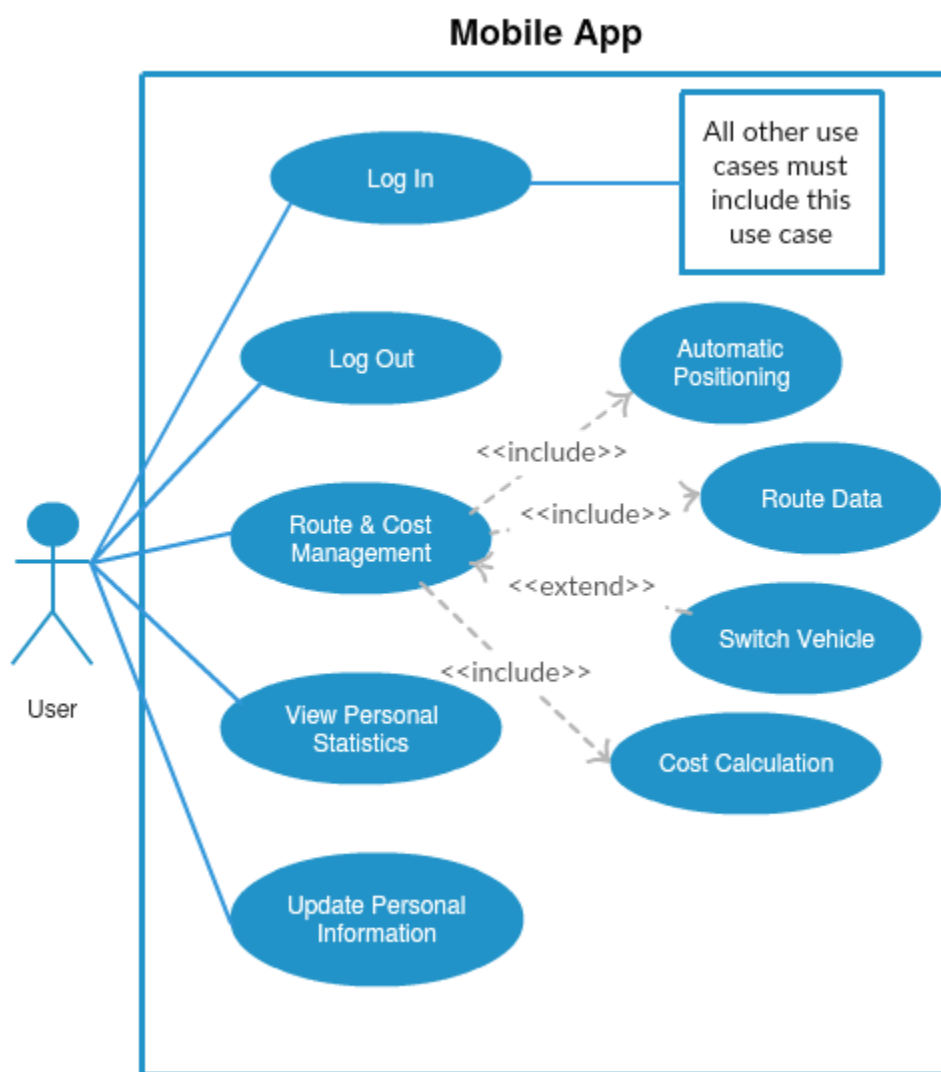 Mobile App
All other use
cases must
include this
use case
Log In
Log Out
Automatic
Positioning
<<include>>
Route Data
<<include>>
Route & Cost
Management
<<extend>>
Switch Vehicle
<<include>>
User
View Personal
Statistics
Cost Calculation
Update Personal
Information